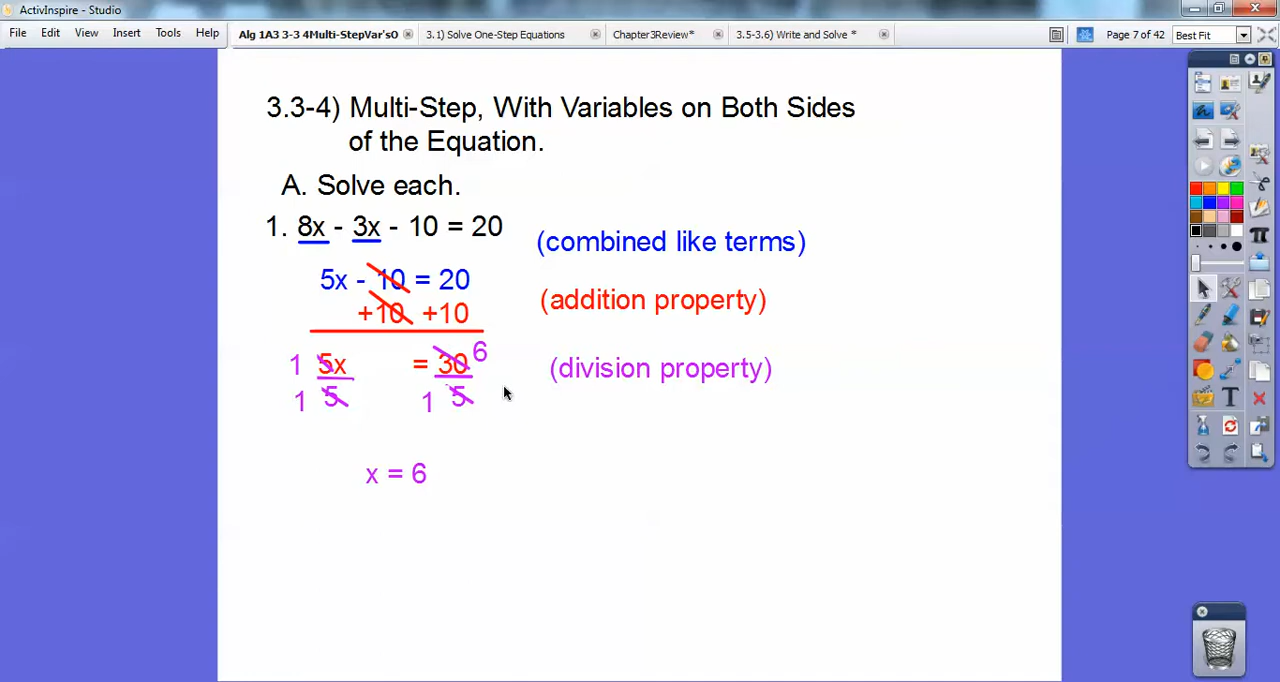 ActivInspire - Studio
File Edit View Insert Tools Help
Alg 1A3 3-3 4Multi-StepVar'sO
3.1) Solve One-Step Equations
Chapter3Review*
3.5-3.6) Write and Solve *
Page 7 of 42
Best Fit
3.3-4) Multi-Step, With Variables on Both Sides
of the Equation.
A. Solve each.
1. 8x - 3x - 10 = 20
(combined like terms)
5x - 10 = 20
+10 +10
(addition property)
1 5x = 30 6
(division property)
1 5 1 5
x = 6